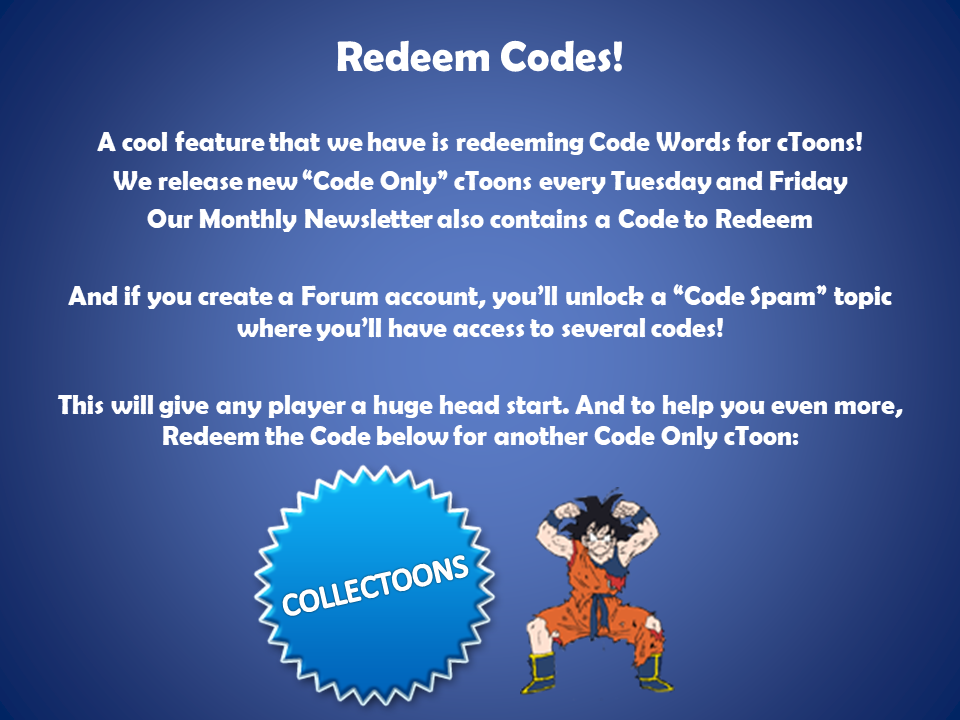 Redeem Codes!
A cool feature that we have is redeeming Code Words for cToons!
We release new “Code Only” cToons every Tuesday and Friday
Our Monthly Newsletter also contains a Code to Redeem
And if you create a Forum account, you’ll unlock a “Code Spam” topic
where you’ll have access to several codes!
This will give any player a huge head start. And to help you even more,
Redeem the Code below for another Code Only cToon:
COLLECTOONS